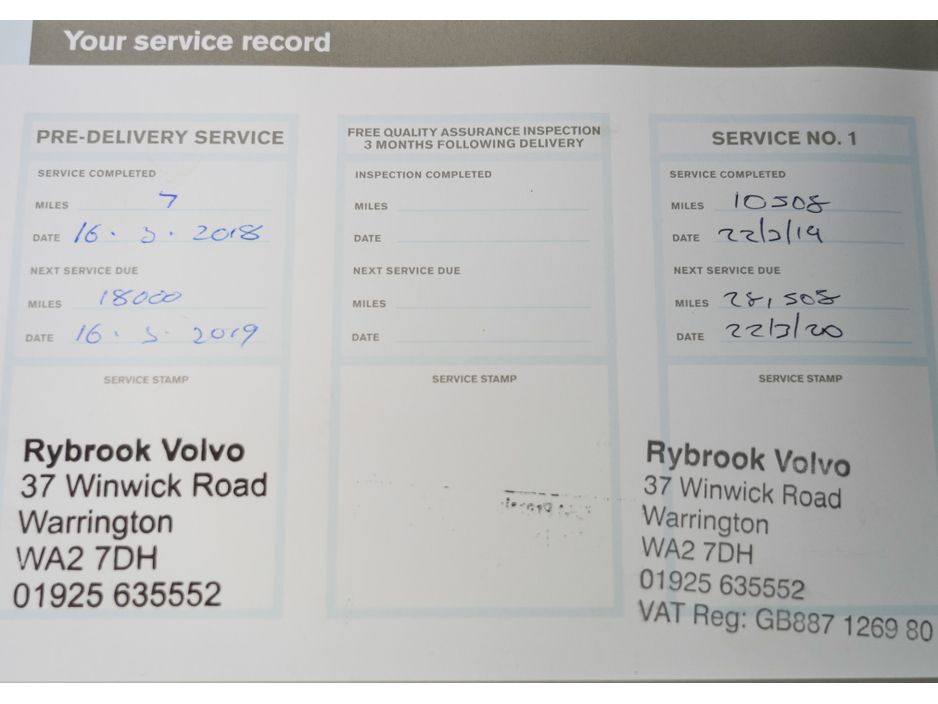 Your service record
PRE-DELIVERY SERVICE
SERVICE COMPLETED
MILES 7
DATE 16 · 3 · 2018
NEXT SERVICE DUE
MILES 18000
DATE 16 · 3 · 2019
SERVICE STAMP
Rybrook Volvo
37 Winwick Road
Warrington
WA2 7DH
01925 635552
FREE QUALITY ASSURANCE INSPECTION
3 MONTHS FOLLOWING DELIVERY
INSPECTION COMPLETED
MILES
DATE
NEXT SERVICE DUE
MILES
DATE
SERVICE STAMP
SERVICE NO. 1
SERVICE COMPLETED
MILES 10508
DATE 22/3/19
NEXT SERVICE DUE
MILES 28,508
DATE 22/3/20
SERVICE STAMP
Rybrook Volvo
37 Winwick Road
Warrington
WA2 7DH
01925 635552
VAT Reg: GB887 1269 80